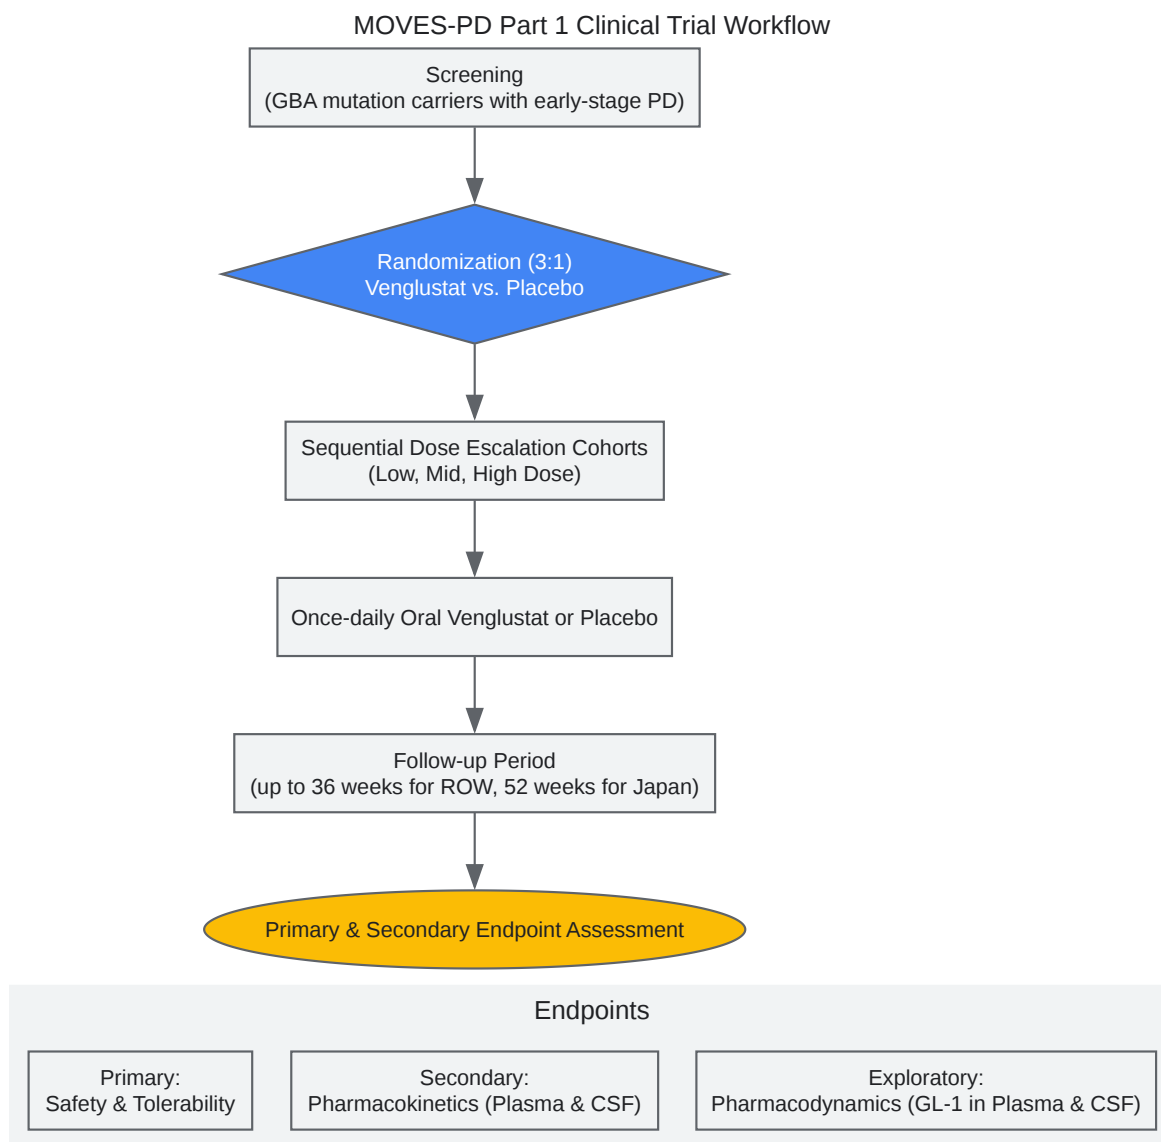 MOVES-PD Part 1 Clinical Trial Workflow
Screening
(GBA mutation carriers with early-stage PD)
Randomization (3:1)
Venglustat vs. Placebo
Sequential Dose Escalation Cohorts
(Low, Mid, High Dose)
Once-daily Oral Venglustat or Placebo
Follow-up Period
(up to 36 weeks for ROW, 52 weeks for Japan)
Primary & Secondary Endpoint Assessment
Endpoints
Primary:
Safety & Tolerability
Secondary:
Pharmacokinetics (Plasma & CSF)
Exploratory:
Pharmacodynamics (GL-1 in Plasma & CSF)